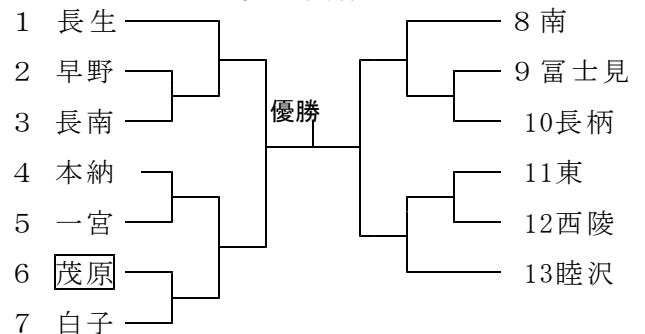 1 長生
2 早野
3 長南
4 本納
5 一宮
6 茂原
7 白子
優勝
8 南
9 冨士見
10長柄
11東
12西陵
13睦沢